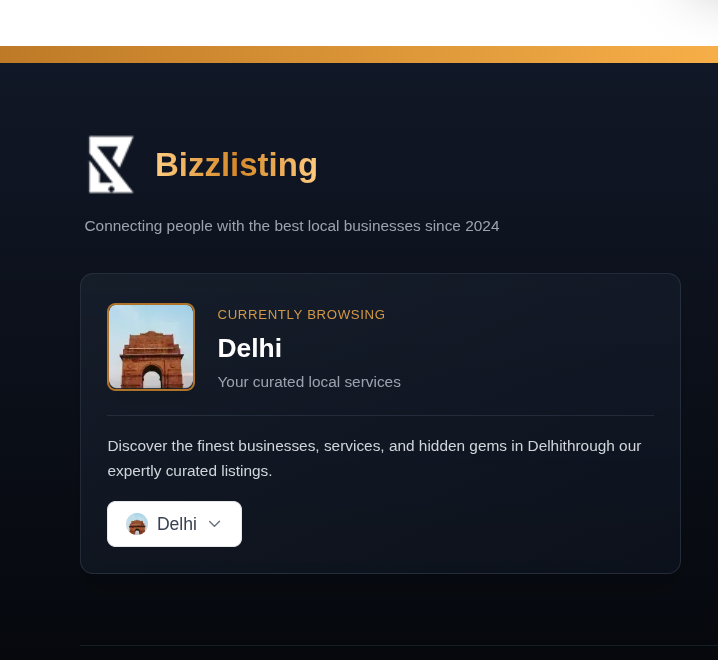 Bizzlisting
Connecting people with the best local businesses since 2024
CURRENTLY BROWSING
Delhi
Your curated local services
Discover the finest businesses, services, and hidden gems in Delhithrough our
expertly curated listings.
Delhi